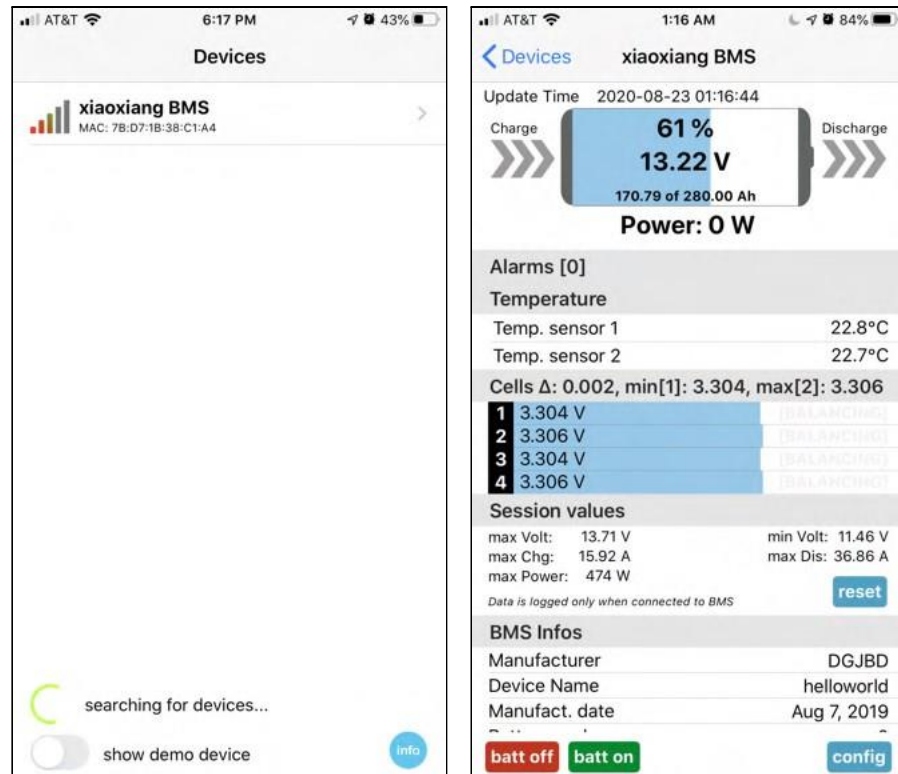 AT&T 6:17 PM 43%
Devices
xiaoxiang BMS
MAC: 7B:D7:1B:38:C1:A4
searching for devices...
show demo device
info
AT&T 1:16 AM 84%
Devices xiaoxiang BMS
Update Time 2020-08-23 01:16:44
Charge 61 % Discharge
13.22 V
170.79 of 280.00 Ah
Power: 0 W
Alarms [0]
Temperature
Temp. sensor 1 22.8°C
Temp. sensor 2 22.7°C
Cells Δ: 0.002, min[1]: 3.304, max[2]: 3.306
1 3.304 V [BALANCING]
2 3.306 V [BALANCING]
3 3.304 V [BALANCING]
4 3.306 V [BALANCING]
Session values
max Volt: 13.71 V min Volt: 11.46 V
max Chg: 15.92 A max Dis: 36.86 A
max Power: 474 W
reset
Data is logged only when connected to BMS
BMS Infos
Manufacturer DGJBD
Device Name helloworld
Manufact. date Aug 7, 2019
batt off batt on config